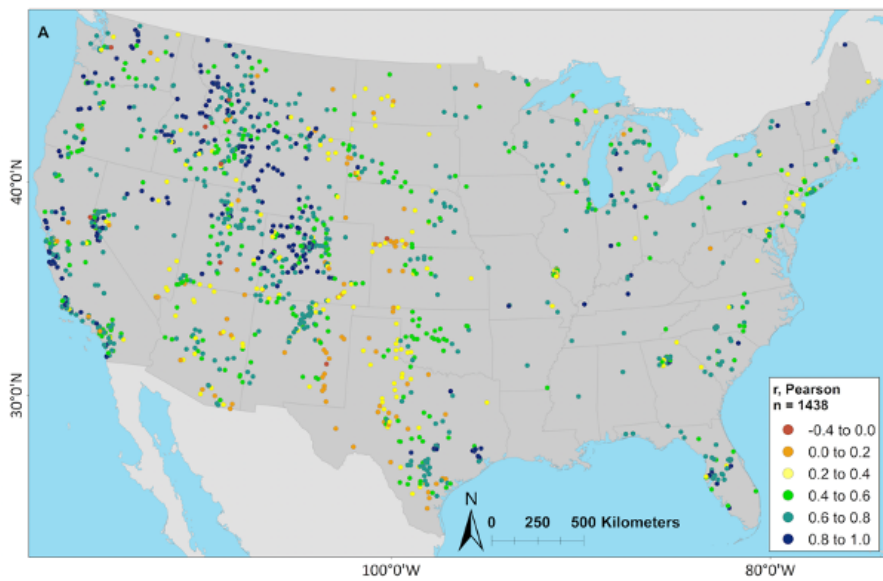 A
40°0'N
30°0'N
N
0 250 500 Kilometers
100°0'W
80°0'W
r, Pearson
n = 1438
-0.4 to 0.0
0.0 to 0.2
0.2 to 0.4
0.4 to 0.6
0.6 to 0.8
0.8 to 1.0